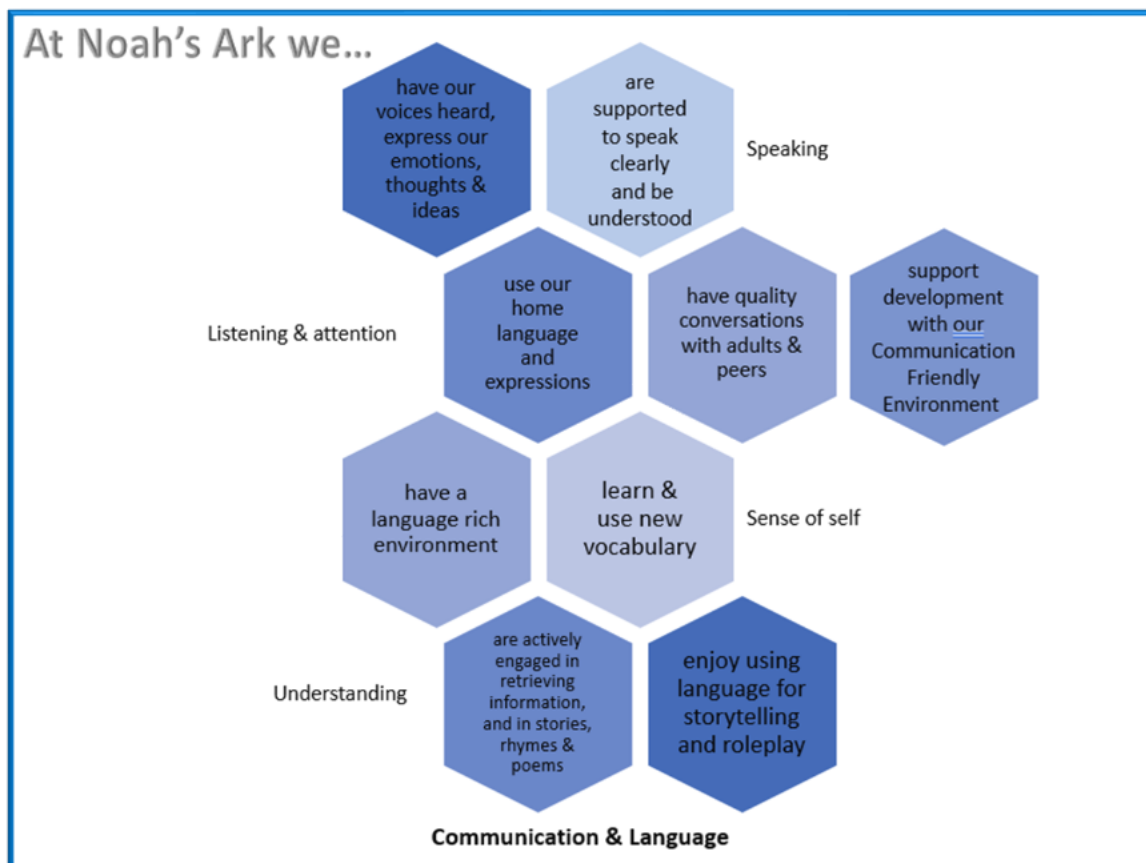 At Noah's Ark we...
have our
voices heard,
express our
emotions,
thoughts &
ideas
are
supported
to speak
clearly
and be
understood
Speaking
Listening & attention
use our
home
language
and
expressions
have quality
conversations
with adults &
peers
support
development
with our
Communication
Friendly
Environment
have a
language rich
environment
learn &
use new
vocabulary
Sense of self
Understanding
are actively
engaged in
retrieving
information,
and in stories,
rhymes &
poems
enjoy using
language for
storytelling
and roleplay
Communication & Language